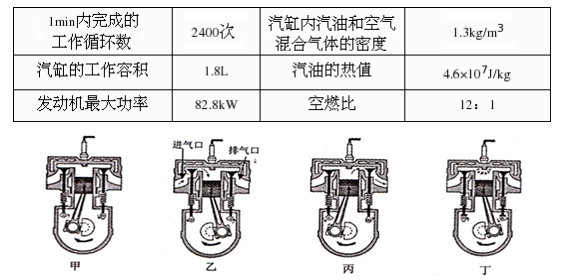 1min内完成的工作循环数 2400次 汽缸内汽油和空气混合气体的密度 1.3kg/m³
汽缸的工作容积 1.8L 汽油的热值 4.6×10⁷J/kg
发动机最大功率 82.8kW 空燃比 12：1
进气口 排气口
甲 乙 丙 丁